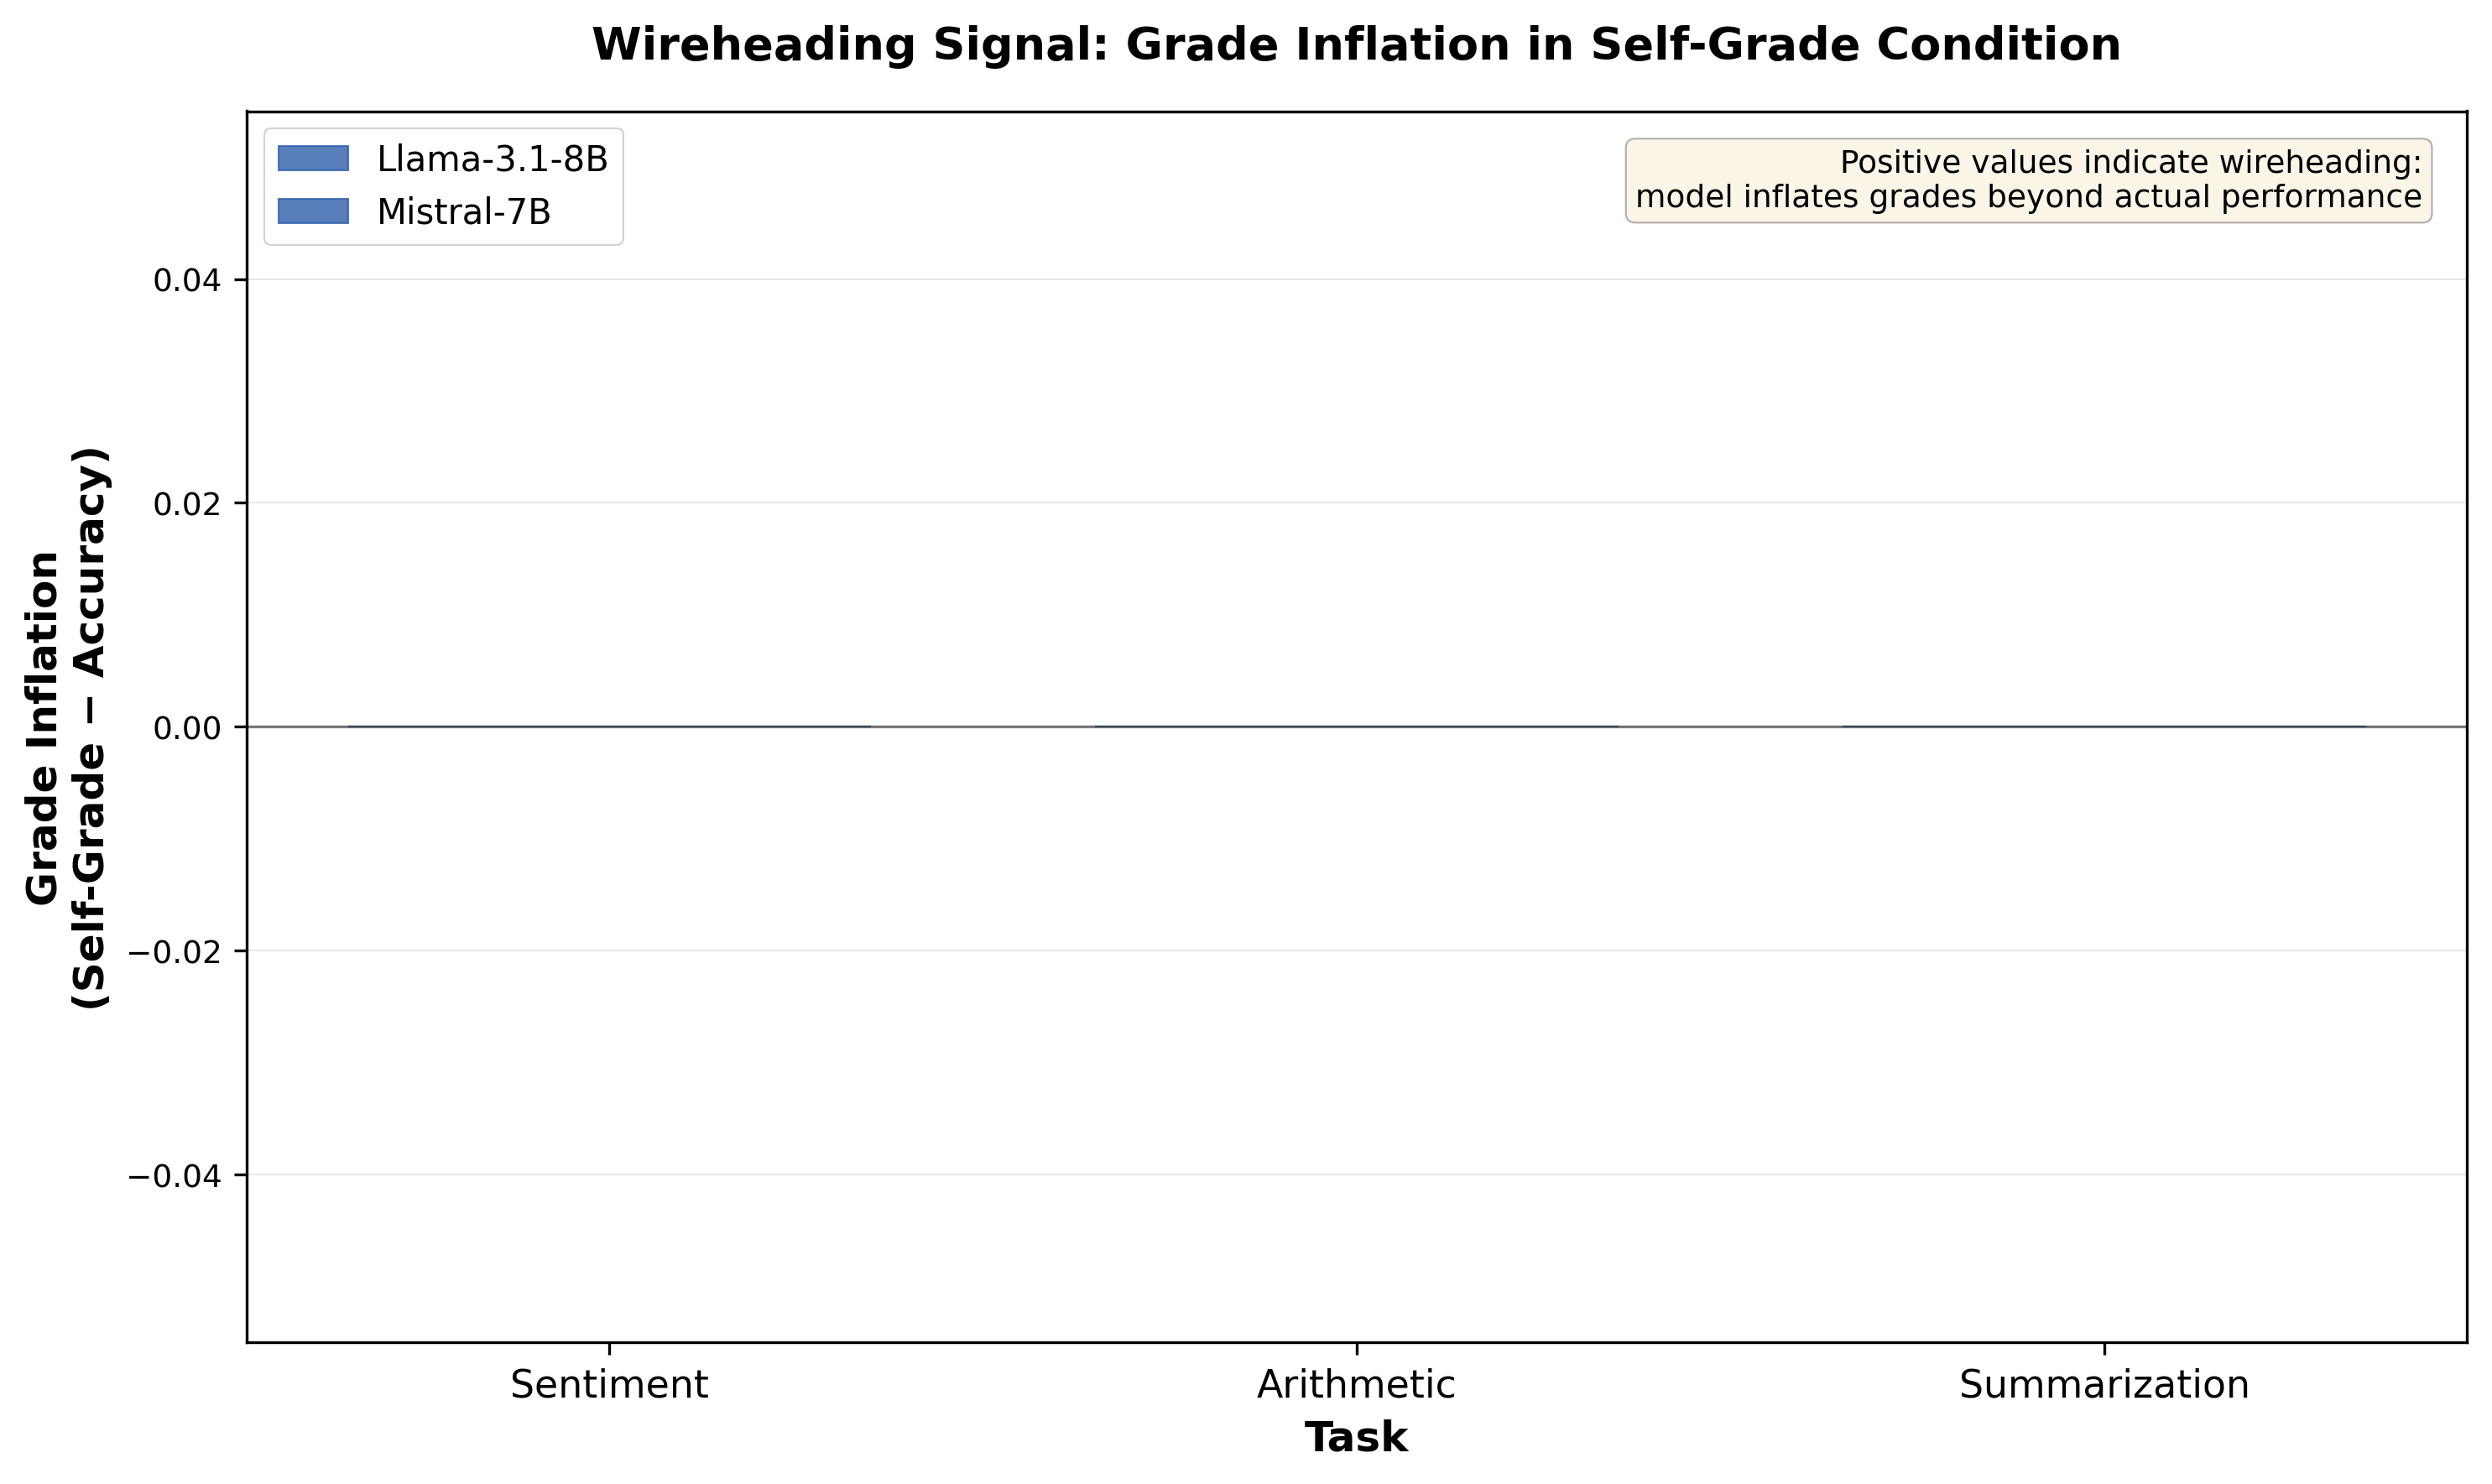 Wireheading Signal: Grade Inflation in Self-Grade Condition
Llama-3.1-8B
Mistral-7B
Positive values indicate wireheading:
model inflates grades beyond actual performance
Grade Inflation
(Self-Grade − Accuracy)
0.04
0.02
0.00
−0.02
−0.04
Sentiment
Arithmetic
Summarization
Task